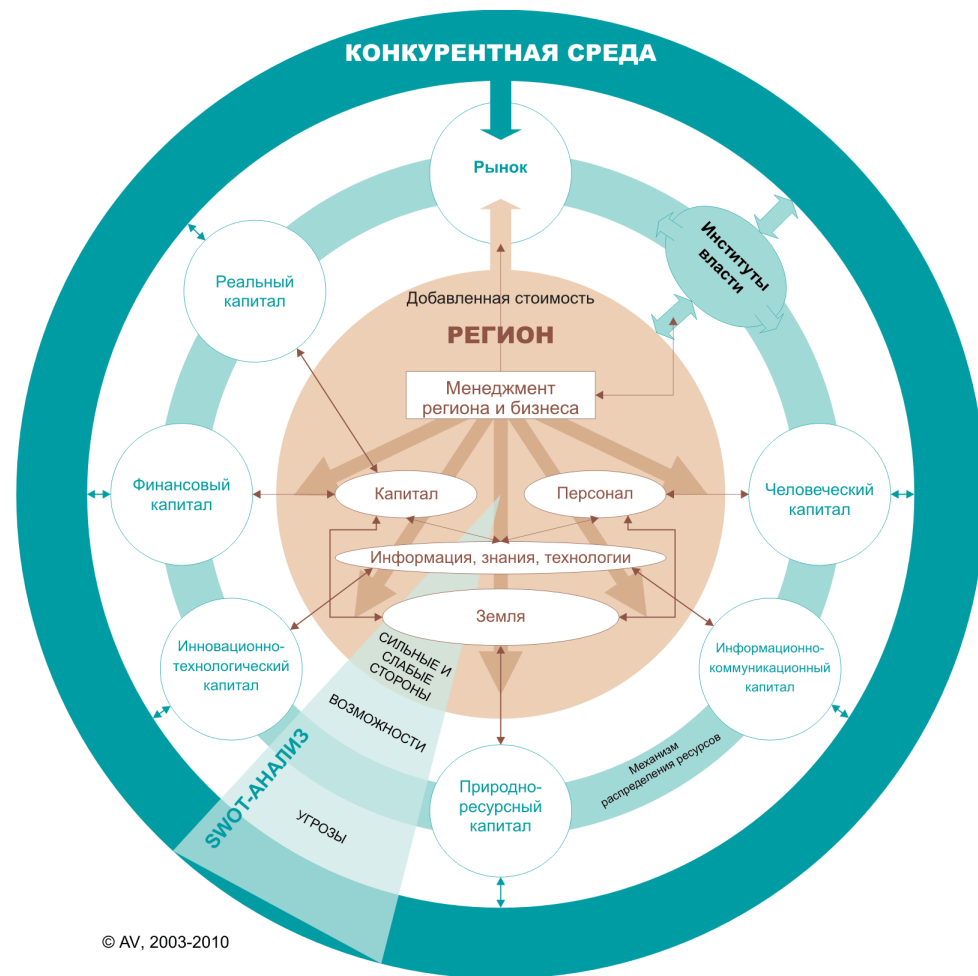 КОНКУРЕНТНАЯ СРЕДА
Рынок
Институты
власти
Реальный
капитал
Добавленная стоимость
РЕГИОН
Менеджмент
региона и бизнеса
Финансовый
капитал
Капитал
Персонал
Человеческий
капитал
Информация, знания, технологии
Земля
Инновационно-
технологический
капитал
СИЛЬНЫЕ И
СЛАБЫЕ
СТОРОНЫ
Информационно-
коммуникационный
капитал
ВОЗМОЖНОСТИ
SWOT-АНАЛИЗ
УГРОЗЫ
Природно-
ресурсный
капитал
Механизм
распределения ресурсов
© AV, 2003-2010